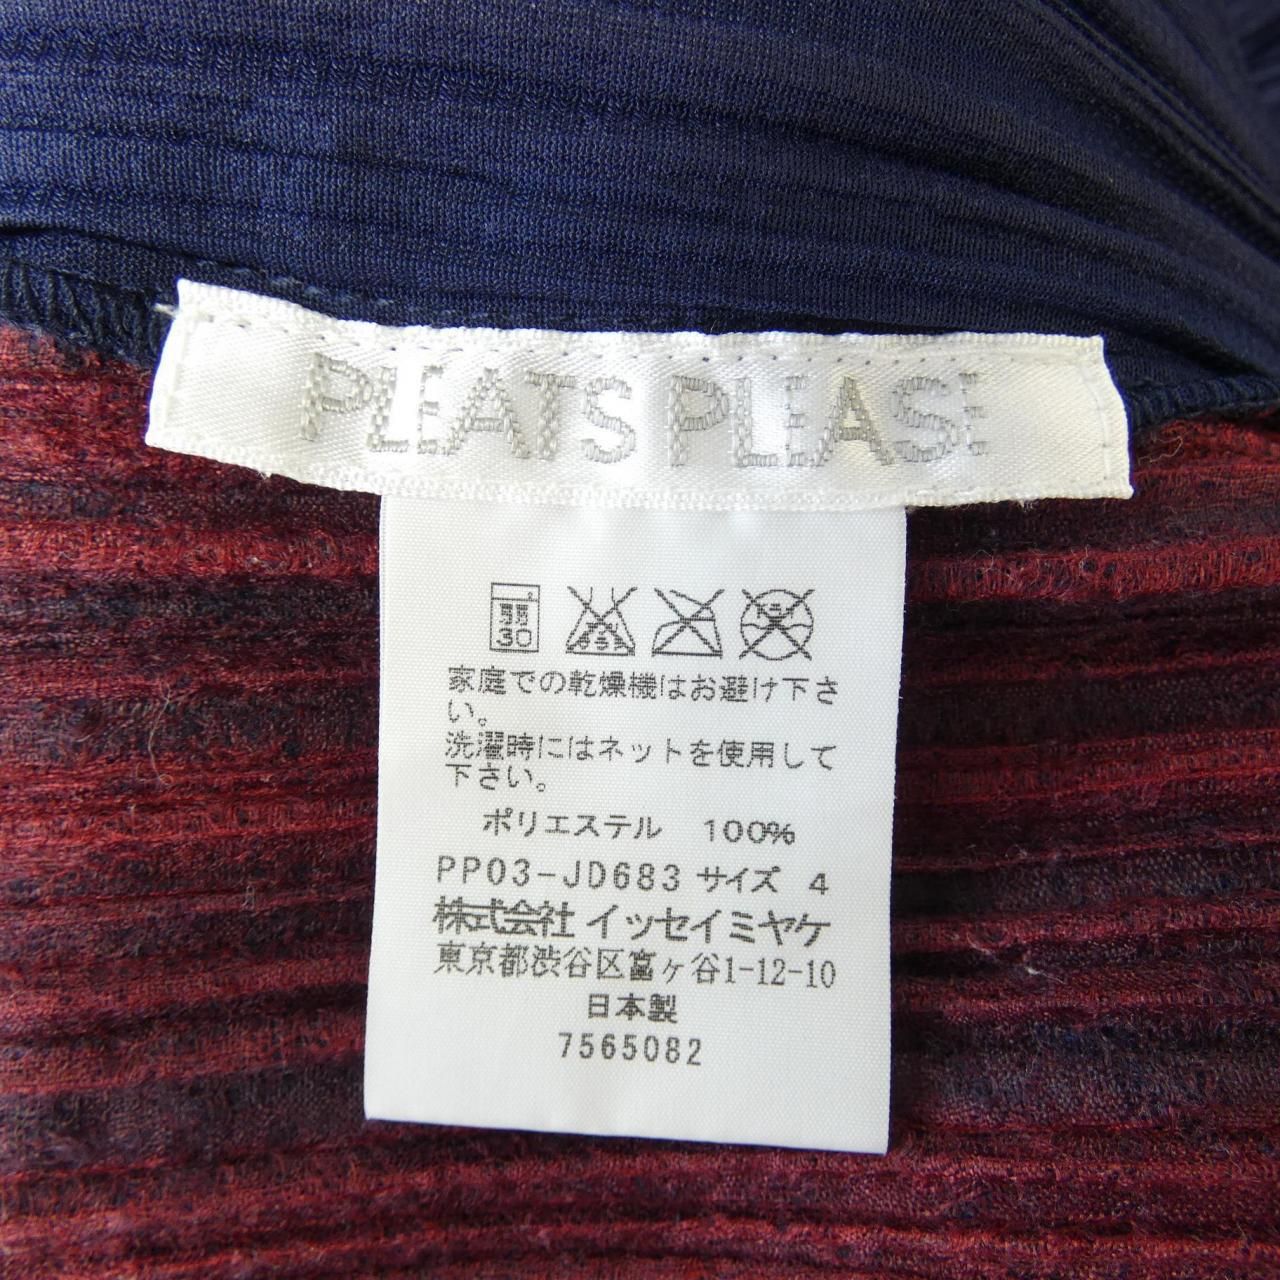 PLEATS PLEASE
弱
30
家庭での乾燥機はお避け下さ
い。
洗濯時にはネットを使用して
下さい。
ポリエステル 100%
PP03-JD683 サイズ 4
株式会社 イッセイミヤケ
東京都渋谷区富ヶ谷1-12-10
日本製
7565082